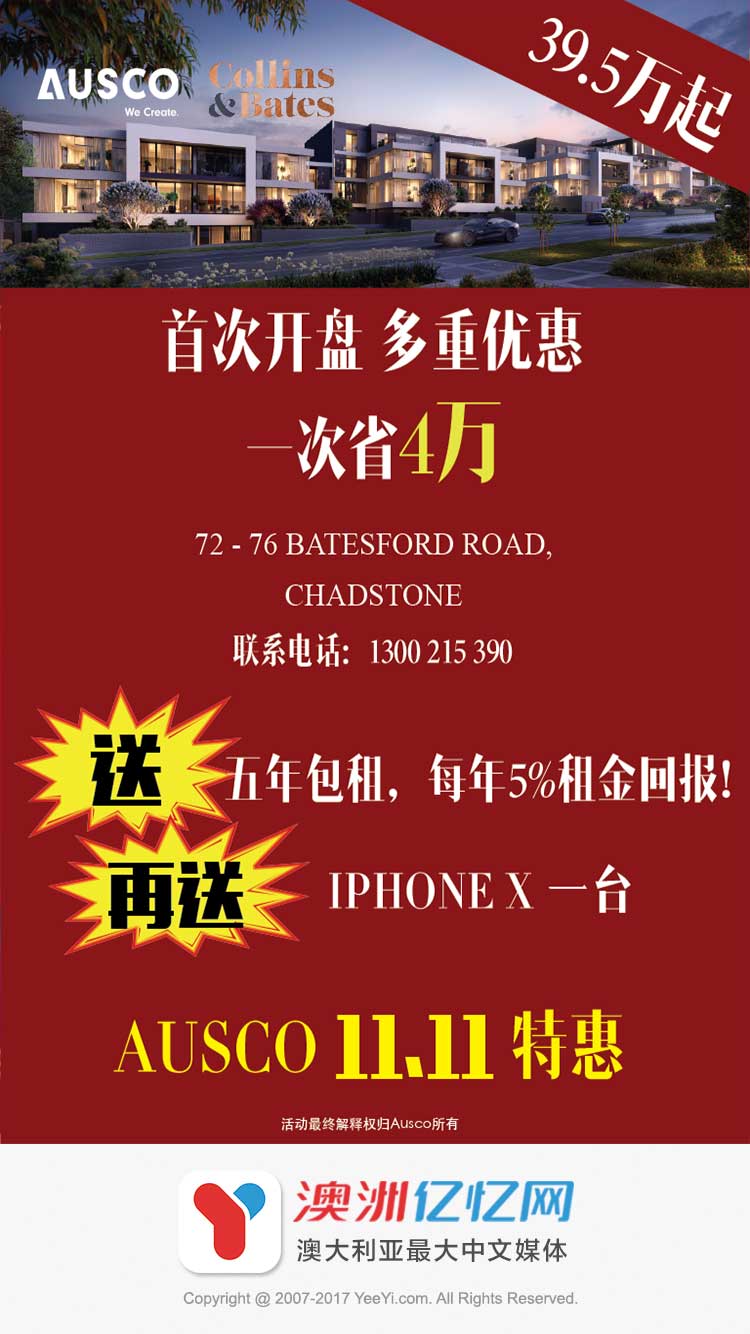 AUSCO
We Create.
Collins
&Bates
39.5万起
首次开盘 多重优惠
一次省4万
72 - 76 BATESFORD ROAD,
CHADSTONE
联系电话: 1300 215 390
送 五年包租, 每年5%租金回报!
再送 IPHONE X 一台
AUSCO 11、11 特惠
活动最终解释权归Ausco所有
澳洲亿忆网
澳大利亚最大中文媒体
Copyright @ 2007-2017 YeeYi.com. All Rights Reserved.